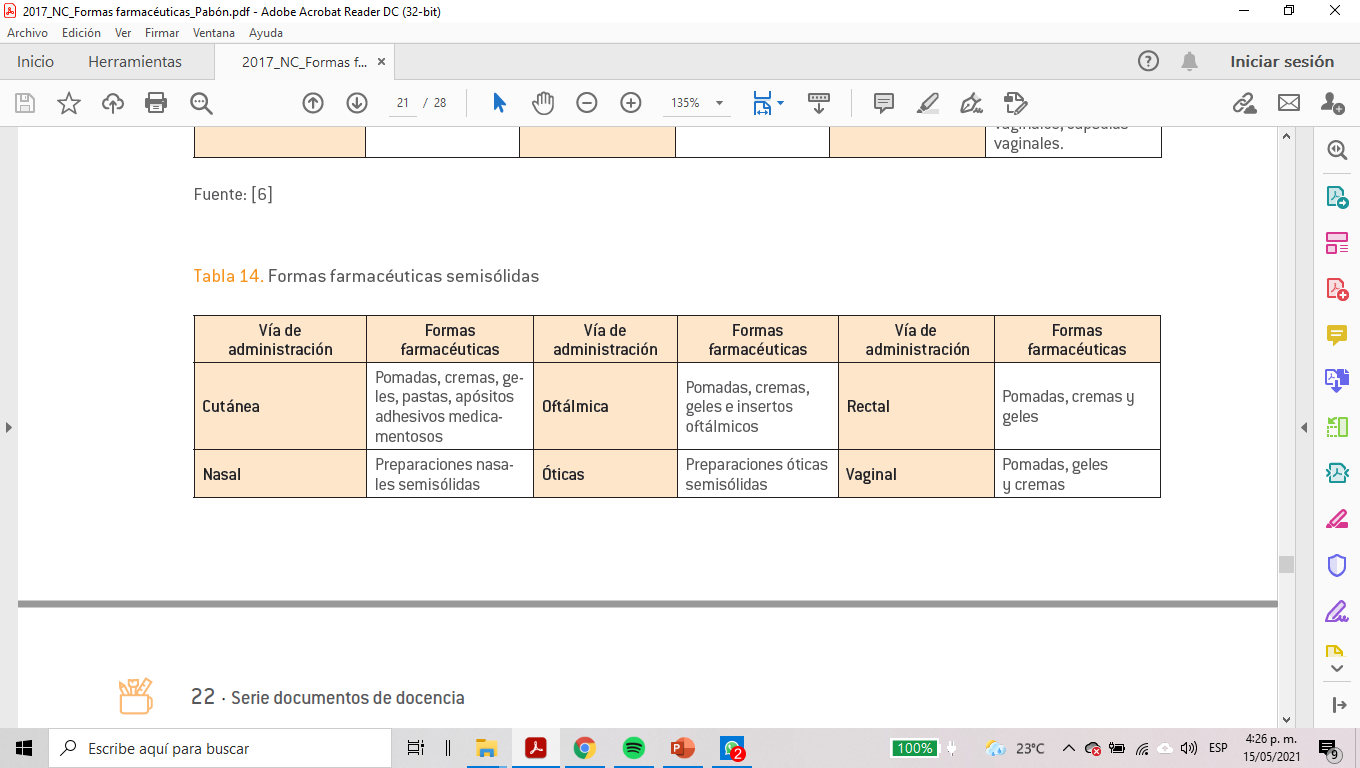 2017_NC_Formas farmacéuticas_Pabón.pdf - Adobe Acrobat Reader DC (32-bit)
Archivo Edición Ver Firmar Ventana Ayuda
Inicio Herramientas 2017_NC_Formas f... × Iniciar sesión
21 / 28 135%
vaginales, cápsulas
vaginales.
Fuente: [6]
Tabla 14. Formas farmacéuticas semisólidas
Vía de administración
Formas farmacéuticas
Vía de administración
Formas farmacéuticas
Vía de administración
Formas farmacéuticas
Cutánea
Pomadas, cremas, ge-
les, pastas, apósitos
adhesivos medica-
mentosos
Oftálmica
Pomadas, cremas,
geles e insertos
oftálmicos
Rectal
Pomadas, cremas y
geles
Nasal
Preparaciones nasa-
les semisólidas
Óticas
Preparaciones óticas
semisólidas
Vaginal
Pomadas, geles
y cremas
22 · Serie documentos de docencia
Escribe aquí para buscar
2
100%
23°C
ESP
4:26 p. m.
15/05/2021
9